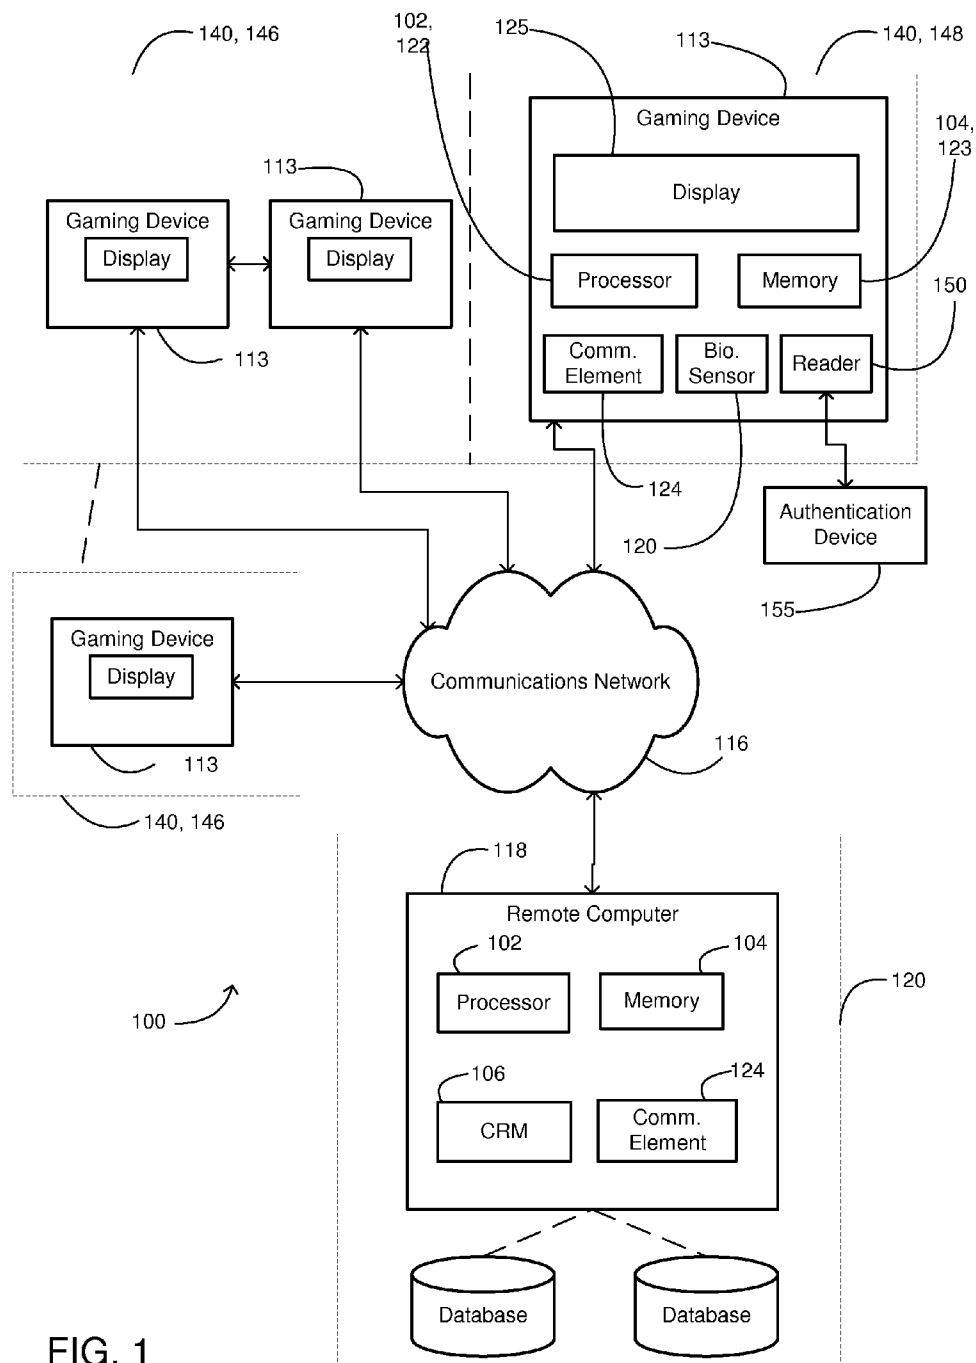 140, 146
102,
122
125
113
140, 148
Gaming Device
104,
123
Display
113
Gaming Device
Display
Gaming Device
Display
Processor
Memory
150
113
Comm.
Element
Bio.
Sensor
Reader
124
120
Authentication
Device
155
Gaming Device
Display
Communications Network
113
116
140, 146
118
Remote Computer
102
104
120
Processor
Memory
100
106
124
CRM
Comm.
Element
Database
Database
FIG. 1